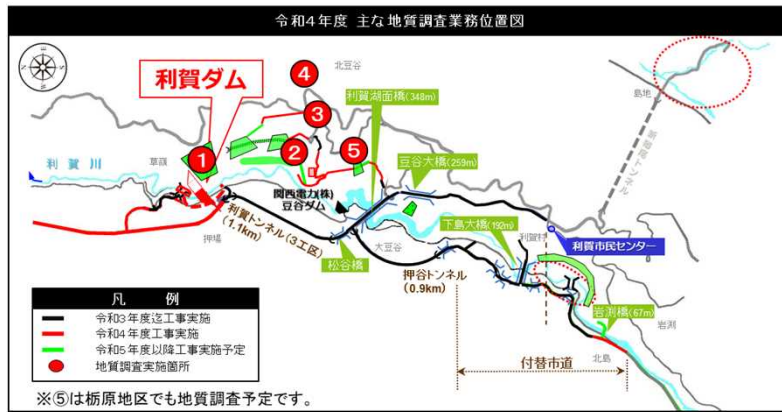 令和4年度 主な地質調査業務位置図
北豆谷
④
利賀ダム
利賀湖面橋(348m)
島地
③
豆谷大橋(259m)
①
②
⑤
利賀川
草嶺
関西電力(株)
豆谷ダム
下島大橋(192m)
利賀村
利賀市民センター
押場
利賀トンネル(3工区)
(1.1km)
松谷橋
大豆谷
押谷トンネル
(0.9km)
岩渕橋(67m)
岩渕
北島
付替市道
凡 例
令和3年度迄工事実施
令和4年度工事実施
令和5年度以降工事実施予定
地質調査実施箇所
※⑤は栃原地区でも地質調査予定です。